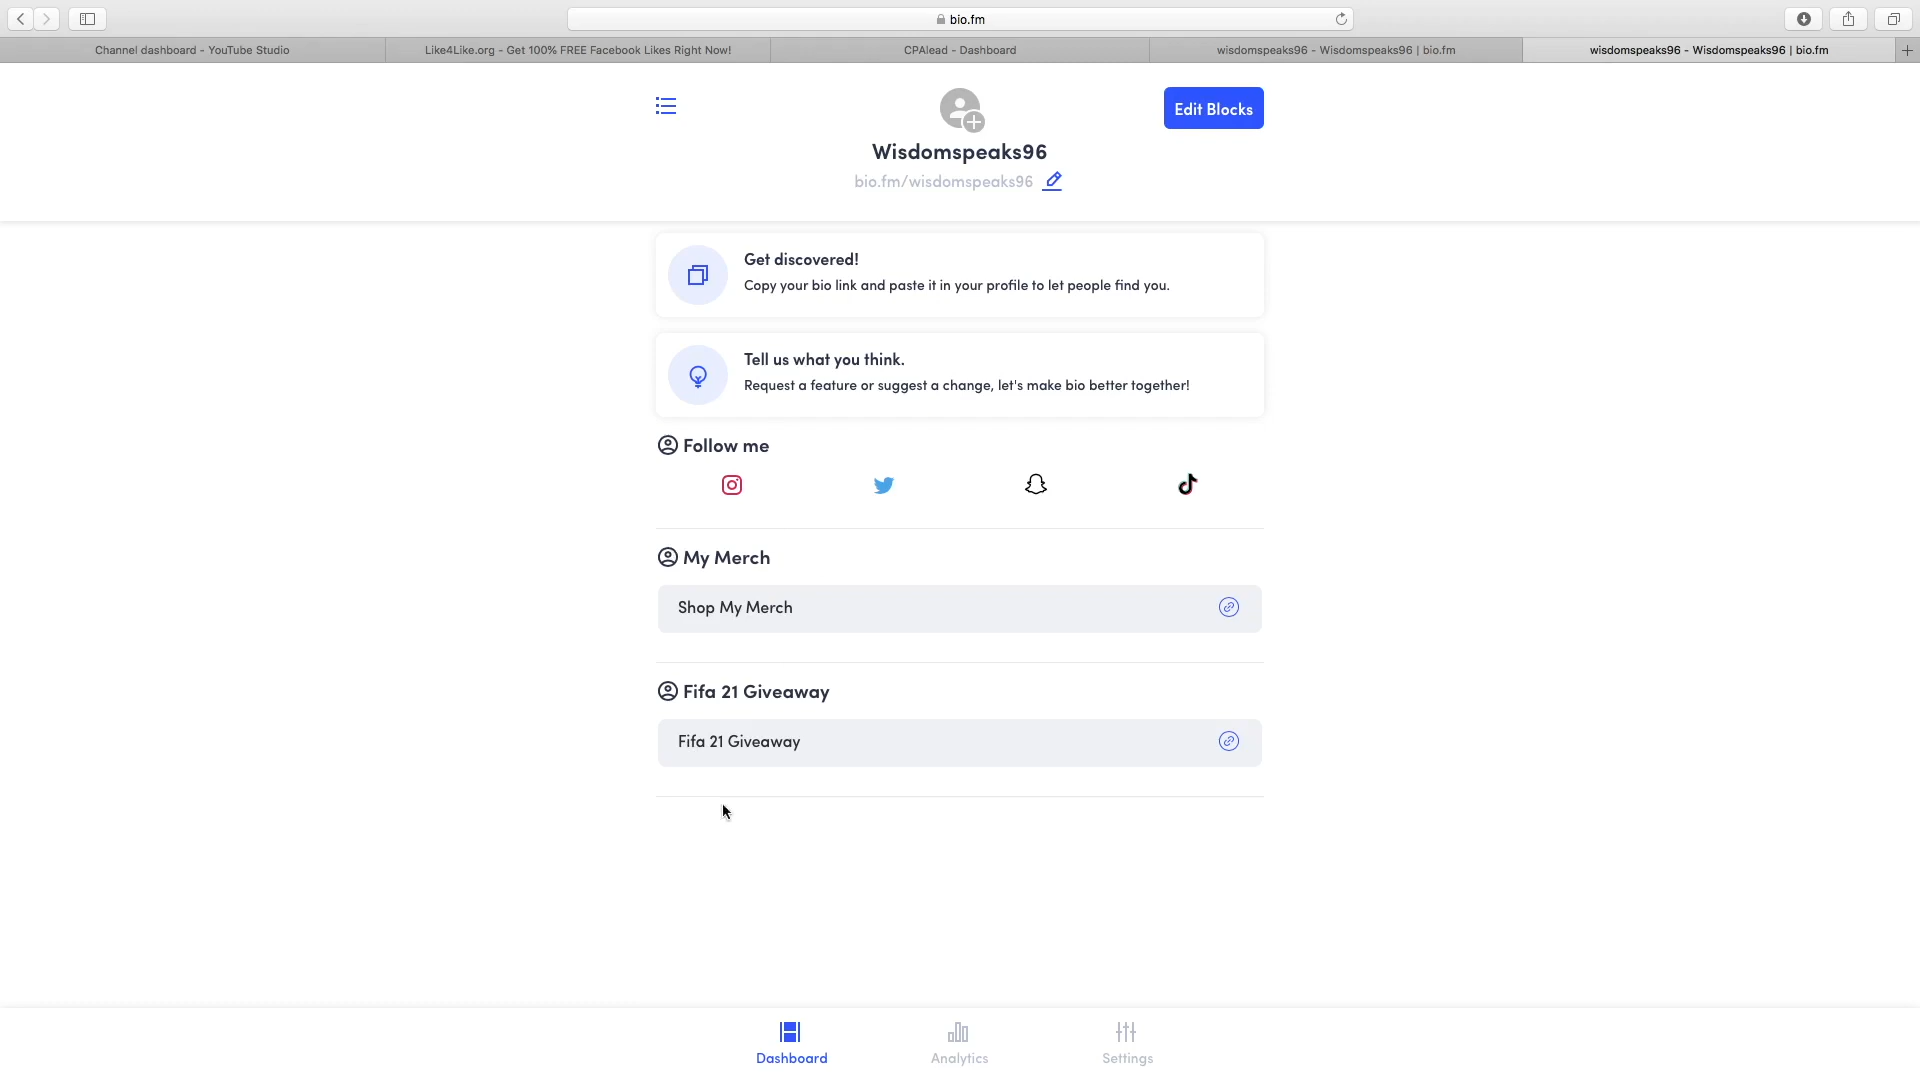 bio.fm
Channel dashboard - YouTube Studio
Like4Like.org - Get 100% FREE Facebook Likes Right Now!
CPAlead - Dashboard
wisdomspeaks96 - Wisdomspeaks96 | bio.fm
wisdomspeaks96 - Wisdomspeaks96 | bio.fm
Edit Blocks
Wisdomspeaks96
bio.fm/wisdomspeaks96
Get discovered!
Copy your bio link and paste it in your profile to let people find you.
Tell us what you think.
Request a feature or suggest a change, let's make bio better together!
Follow me
My Merch
Shop My Merch
Fifa 21 Giveaway
Fifa 21 Giveaway
Dashboard
Analytics
Settings